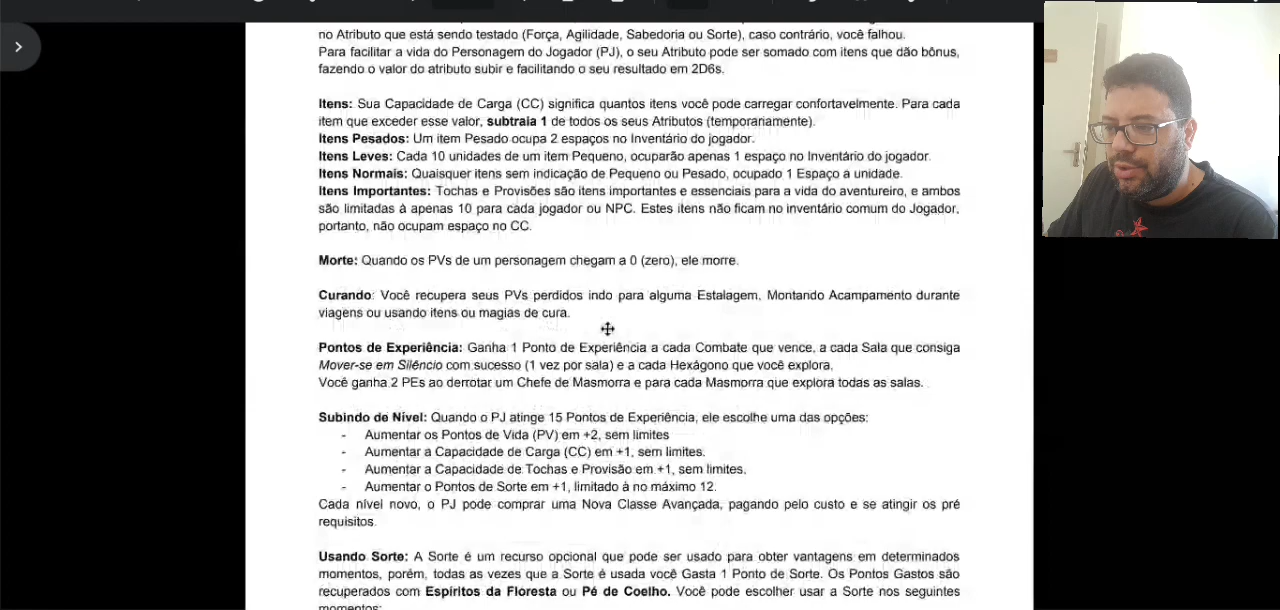 no Atributo que está sendo testado (Força, Agilidade, Sabedoria ou Sorte), caso contrário, você falhou.
Para facilitar a vida do Personagem do Jogador (PJ), o seu Atributo pode ser somado com itens que dão bônus,
fazendo o valor do atributo subir e facilitando o seu resultado em 2D6s.
Itens: Sua Capacidade de Carga (CC) significa quantos itens você pode carregar confortavelmente. Para cada
item que exceder esse valor, subtraia 1 de todos os seus Atributos (temporariamente).
Itens Pesados: Um item Pesado ocupa 2 espaços no Inventário do jogador.
Itens Leves: Cada 10 unidades de um item Pequeno, ocuparão apenas 1 espaço no Inventário do jogador.
Itens Normais: Quaisquer itens sem indicação de Pequeno ou Pesado, ocupado 1 Espaço a unidade.
Itens Importantes: Tochas e Provisões são itens importantes e essenciais para a vida do aventureiro, e ambos
são limitadas à apenas 10 para cada jogador ou NPC. Estes itens não ficam no inventário comum do Jogador,
portanto, não ocupam espaço no CC.
Morte: Quando os PVs de um personagem chegam a 0 (zero), ele morre.
Curando: Você recupera seus PVs perdidos indo para alguma Estalagem, Montando Acampamento durante
viagens ou usando itens ou magias de cura.
Pontos de Experiência: Ganha 1 Ponto de Experiência a cada Combate que vence, a cada Sala que consiga
Mover-se em Silêncio com sucesso (1 vez por sala) e a cada Hexágono que você explora.
Você ganha 2 PEs ao derrotar um Chefe de Masmorra e para cada Masmorra que explora todas as salas.
Subindo de Nível: Quando o PJ atinge 15 Pontos de Experiência, ele escolhe uma das opções:
- Aumentar os Pontos de Vida (PV) em +2, sem limites
- Aumentar a Capacidade de Carga (CC) em +1, sem limites.
- Aumentar a Capacidade de Tochas e Provisão em +1, sem limites.
- Aumentar o Pontos de Sorte em +1, limitado à no máximo 12.
Cada nível novo, o PJ pode comprar uma Nova Classe Avançada, pagando pelo custo e se atingir os pré
requisitos.
Usando Sorte: A Sorte é um recurso opcional que pode ser usado para obter vantagens em determinados
momentos, porém, todas as vezes que a Sorte é usada você Gasta 1 Ponto de Sorte. Os Pontos Gastos são
recuperados com Espíritos da Floresta ou Pé de Coelho. Você pode escolher usar a Sorte nos seguintes
momentos: